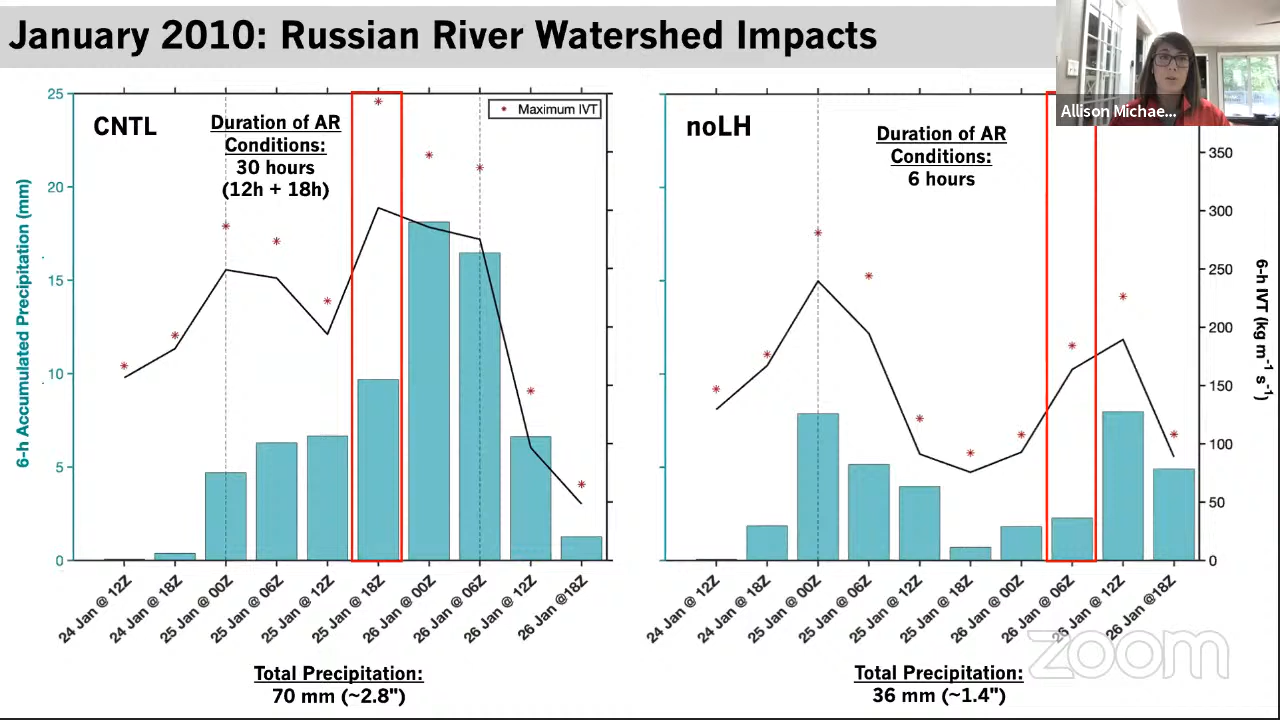 January 2010: Russian River Watershed Impacts
Allison Michae...
CNTL
Duration of AR
Conditions:
30 hours
(12h + 18h)
* Maximum IVT
6-h Accumulated Precipitation (mm)
25
20
15
10
5
0
24 Jan @ 12Z
24 Jan @ 18Z
25 Jan @ 00Z
25 Jan @ 06Z
25 Jan @ 12Z
25 Jan @ 18Z
26 Jan @ 00Z
26 Jan @ 06Z
26 Jan @ 12Z
26 Jan @18Z
Total Precipitation:
70 mm (~2.8")
noLH
Duration of AR
Conditions:
6 hours
350
300
250
200
150
100
50
0
6-h IVT (kg m-1 s-1)
24 Jan @ 12Z
24 Jan @ 18Z
25 Jan @ 00Z
25 Jan @ 06Z
25 Jan @ 12Z
25 Jan @ 18Z
26 Jan @ 00Z
26 Jan @ 06Z
26 Jan @ 12Z
26 Jan @18Z
Total Precipitation:
36 mm (~1.4")
zoom